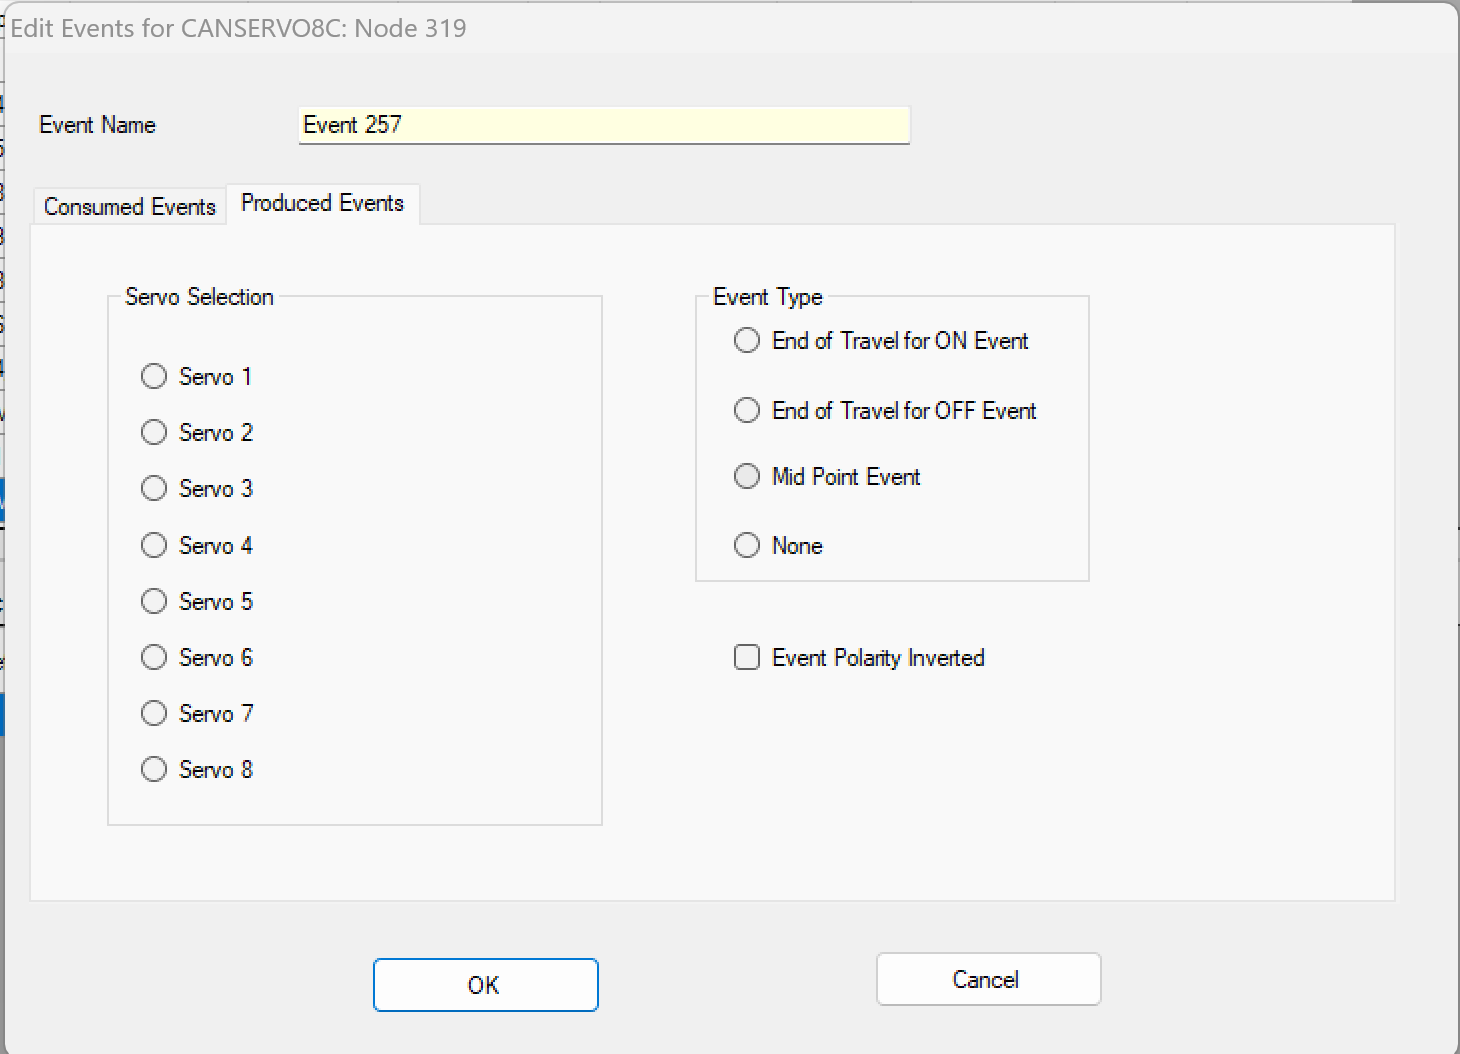 Edit Events for CANSERVO8C: Node 319
Event Name
Event 257
Consumed Events
Produced Events
Servo Selection
Servo 1
Servo 2
Servo 3
Servo 4
Servo 5
Servo 6
Servo 7
Servo 8
Event Type
End of Travel for ON Event
End of Travel for OFF Event
Mid Point Event
None
Event Polarity Inverted
OK
Cancel